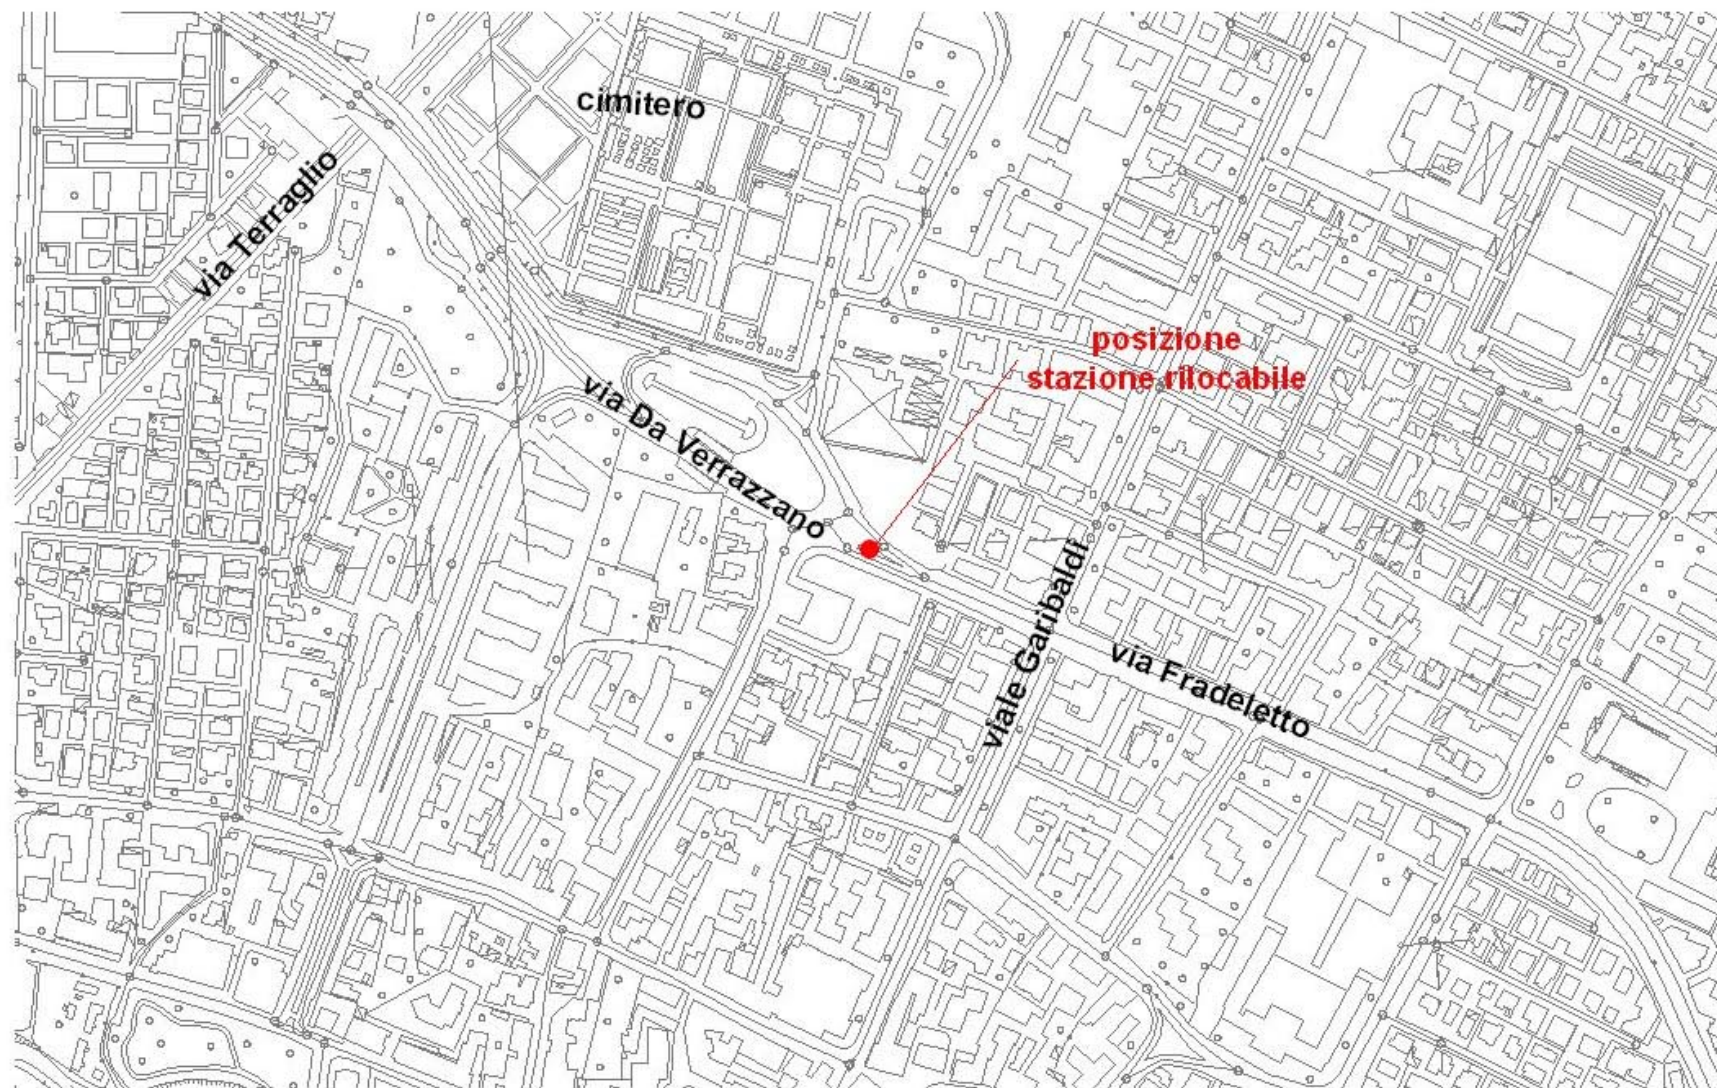 cimitero
via Terraglio
posizione
stazione rilocabile
via Da Verrazzano
viale Garibaldi
via Fradeletto